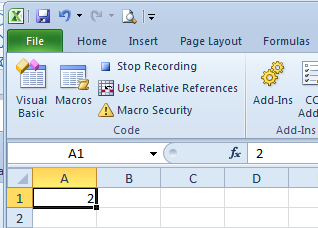 File Home Insert Page Layout Formulas
Stop Recording
Use Relative References
Macro Security
Visual Basic
Macros
Add-Ins
Code
Add-Ins
A1 fx 2
A B C D
1 2
2